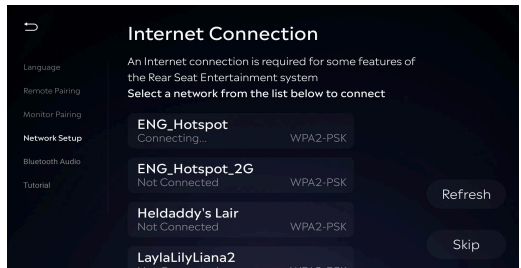 Internet Connection
Language
Remote Pairing
Monitor Pairing
Network Setup
Bluetooth Audio
Tutorial
An Internet connection is required for some features of
the Rear Seat Entertainment system
Select a network from the list below to connect
ENG_Hotspot
Connecting... WPA2-PSK
ENG_Hotspot_2G
Not Connected WPA2-PSK
Heldaddy's Lair
Not Connected WPA2-PSK
LaylaLilyLiana2
Refresh
Skip